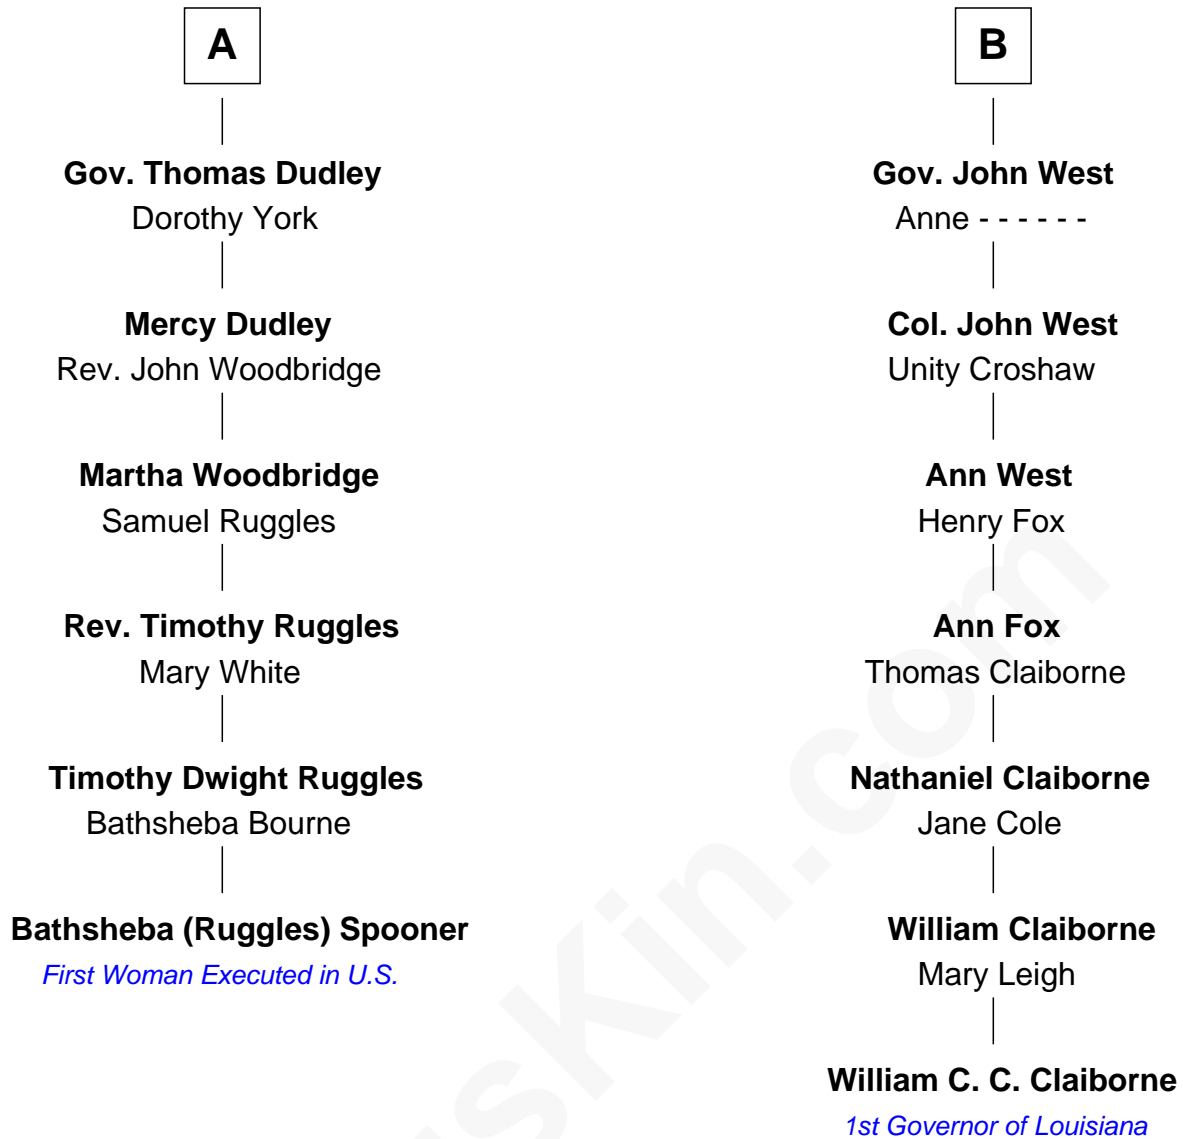 A
Gov. Thomas Dudley
Dorothy York
Mercy Dudley
Rev. John Woodbridge
Martha Woodbridge
Samuel Ruggles
Rev. Timothy Ruggles
Mary White
Timothy Dwight Ruggles
Bathsheba Bourne
Bathsheba (Ruggles) Spooner
First Woman Executed in U.S.
B
Gov. John West
Anne - - - - - -
Col. John West
Unity Croshaw
Ann West
Henry Fox
Ann Fox
Thomas Claiborne
Nathaniel Claiborne
Jane Cole
William Claiborne
Mary Leigh
William C. C. Claiborne
1st Governor of Louisiana